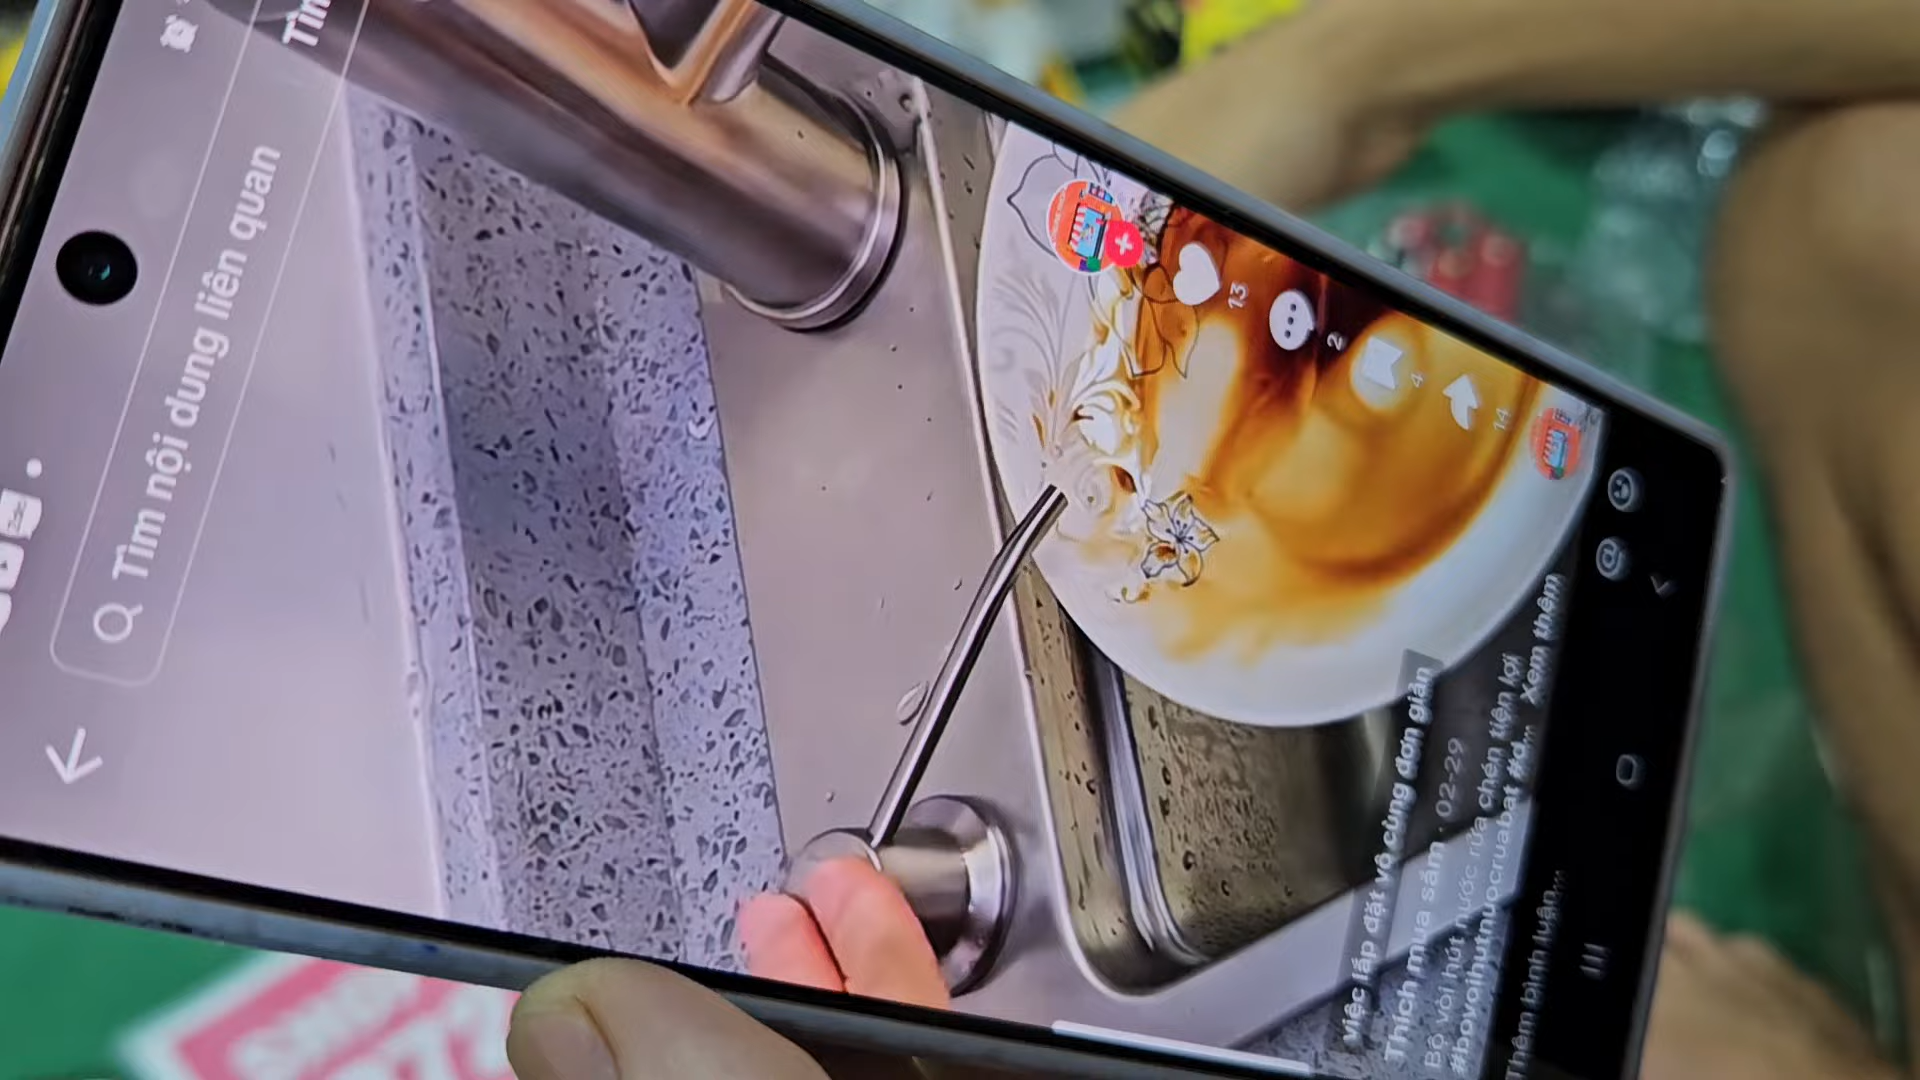 Tìm nội dung liên quan
Tìm
13
2
4
14
việc lắp đặt vô cùng đơn giản
Thích mua sắm · 02-29
Bộ vòi hút nước rửa chén tiện lợi
#bovoihutnuocruabat #d... Xem thêm
Thêm bình luận...